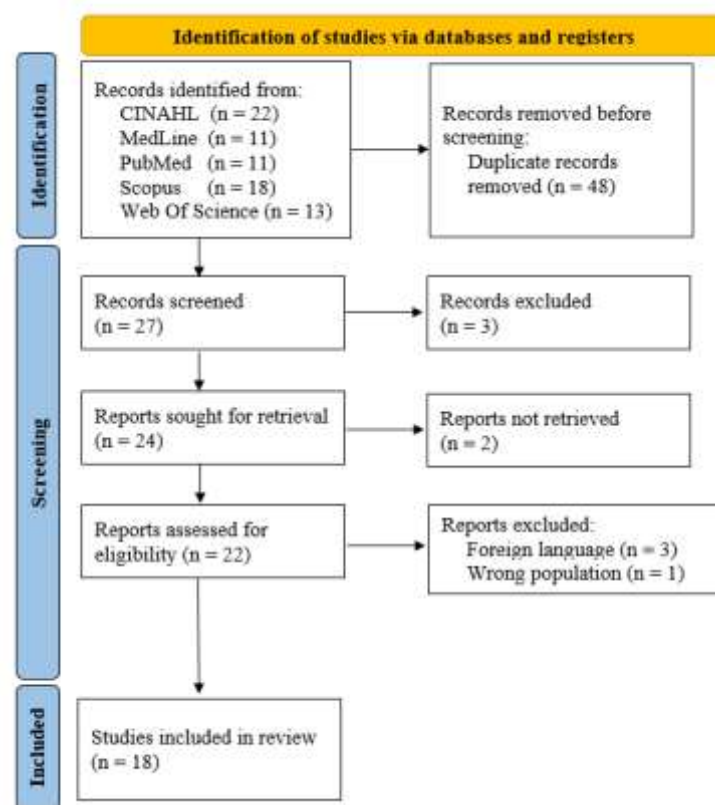 Identification of studies via databases and registers
Identification
Records identified from:
CINAHL (n = 22)
MedLine (n = 11)
PubMed (n = 11)
Scopus (n = 18)
Web Of Science (n = 13)
Records removed before
screening:
Duplicate records
removed (n = 48)
Screening
Records screened
(n = 27)
Records excluded
(n = 3)
Reports sought for retrieval
(n = 24)
Reports not retrieved
(n = 2)
Reports assessed for
eligibility (n = 22)
Reports excluded:
Foreign language (n = 3)
Wrong population (n = 1)
Included
Studies included in review
(n = 18)